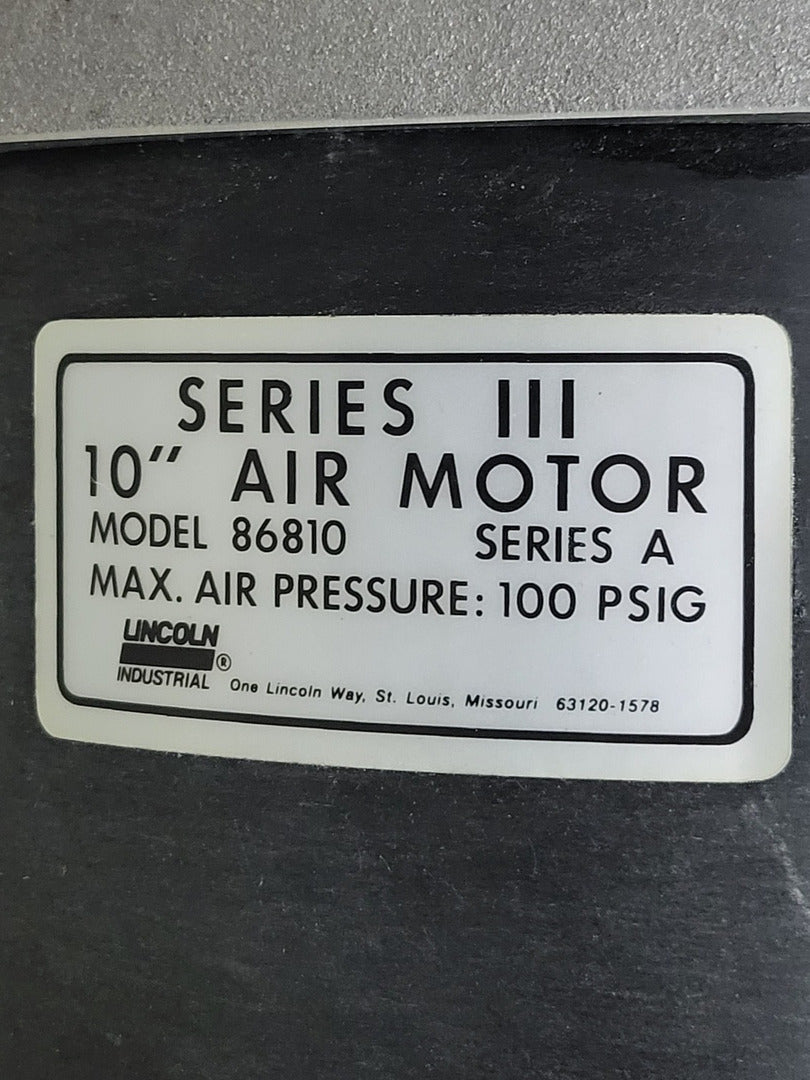 SERIES III
10" AIR MOTOR
MODEL 86810 SERIES A
MAX. AIR PRESSURE: 100 PSIG
LINCOLN
INDUSTRIAL ®
One Lincoln Way, St. Louis, Missouri 63120-1578